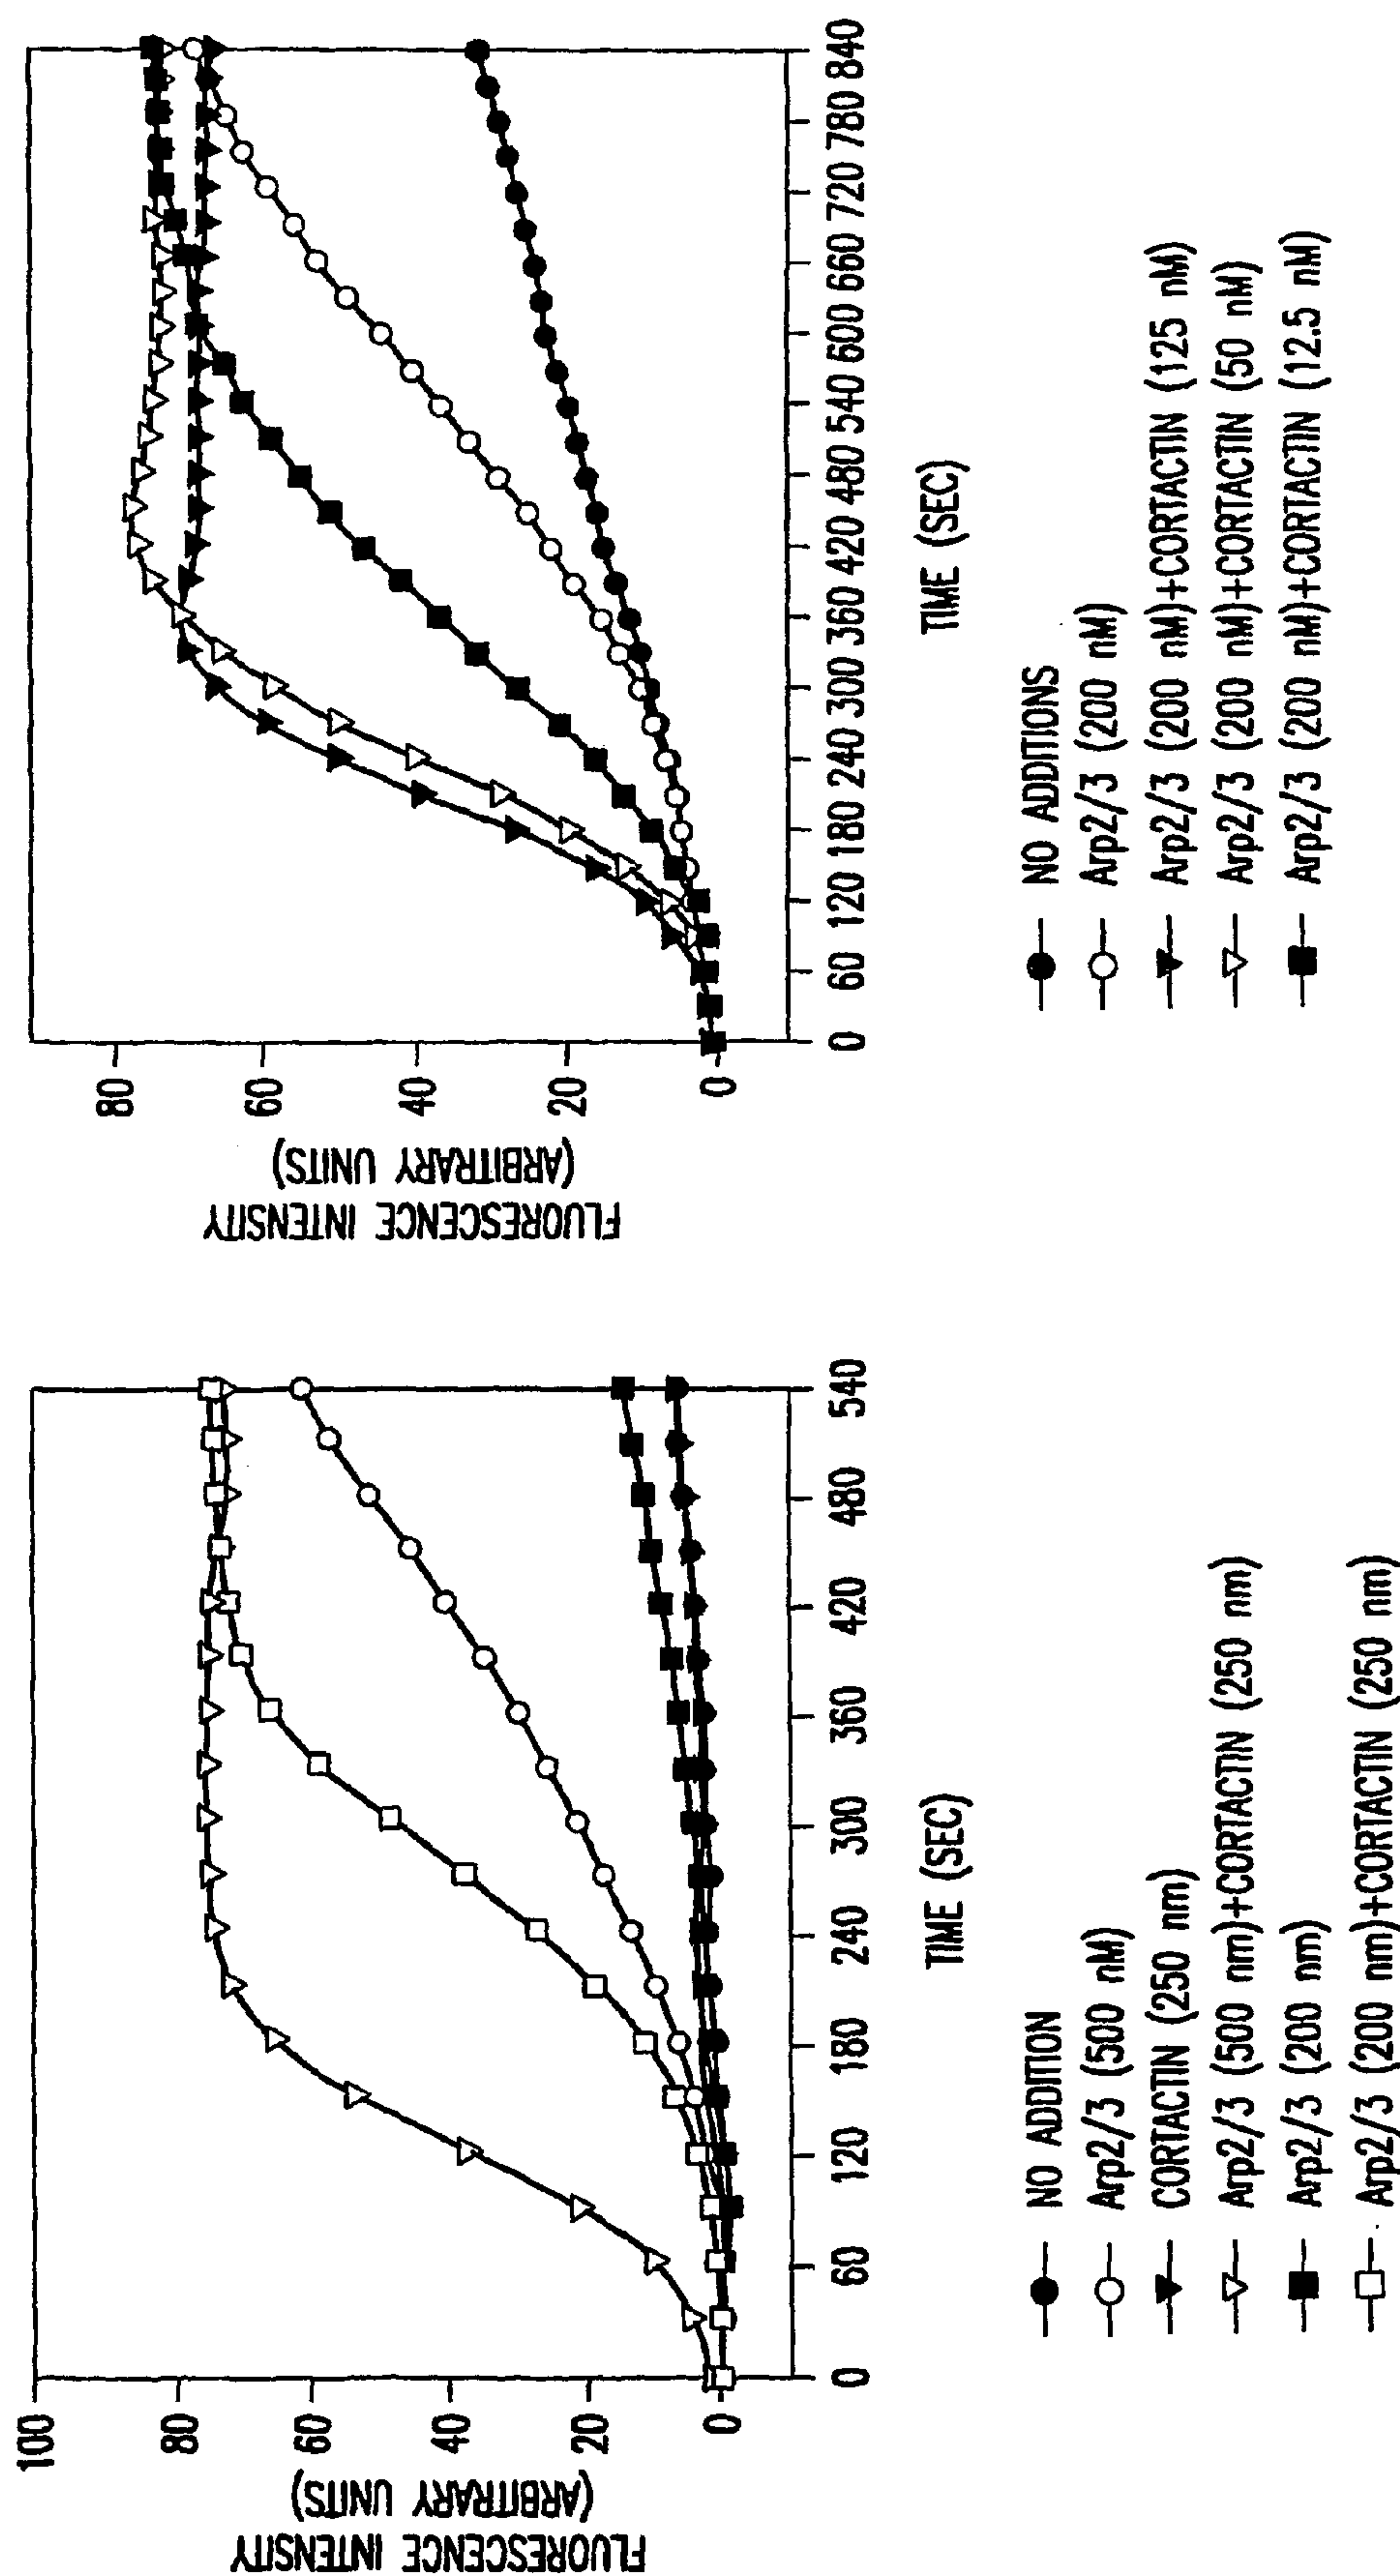 FLUORESCENCE INTENSITY
(ARBITRARY UNITS)
100
80
60
40
20
0
0 60 120 180 240 300 360 420 480 540
TIME (SEC)
NO ADDITION
Arp2/3 (500 nM)
CORTACTIN (250 nm)
Arp2/3 (500 nm)+CORTACTIN (250 nm)
Arp2/3 (200 nm)
Arp2/3 (200 nm)+CORTACTIN (250 nm)
FLUORESCENCE INTENSITY
(ARBITRARY UNITS)
80
60
40
20
0
0 60 120 180 240 300 360 420 480 540 600 660 720 780 840
TIME (SEC)
NO ADDITIONS
Arp2/3 (200 nM)
Arp2/3 (200 nM)+CORTACTIN (125 nM)
Arp2/3 (200 nM)+CORTACTIN (50 nM)
Arp2/3 (200 nM)+CORTACTIN (12.5 nM)